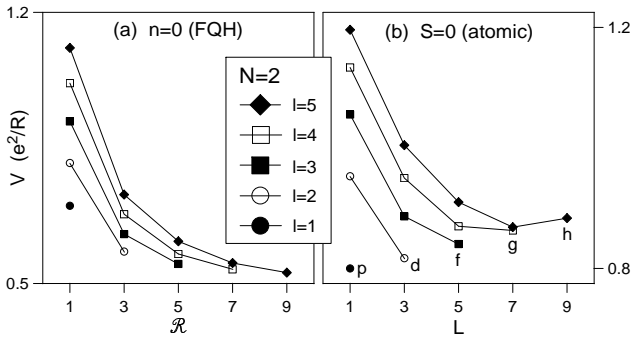 1.2
(a) n=0 (FQH)
(b) S=0 (atomic)
1.2
N=2
l=5
l=4
l=3
l=2
l=1
V (e²/R)
h
g
f
d
p
0.5
0.8
1 3 5 7 9
1 3 5 7 9
ℛ
L